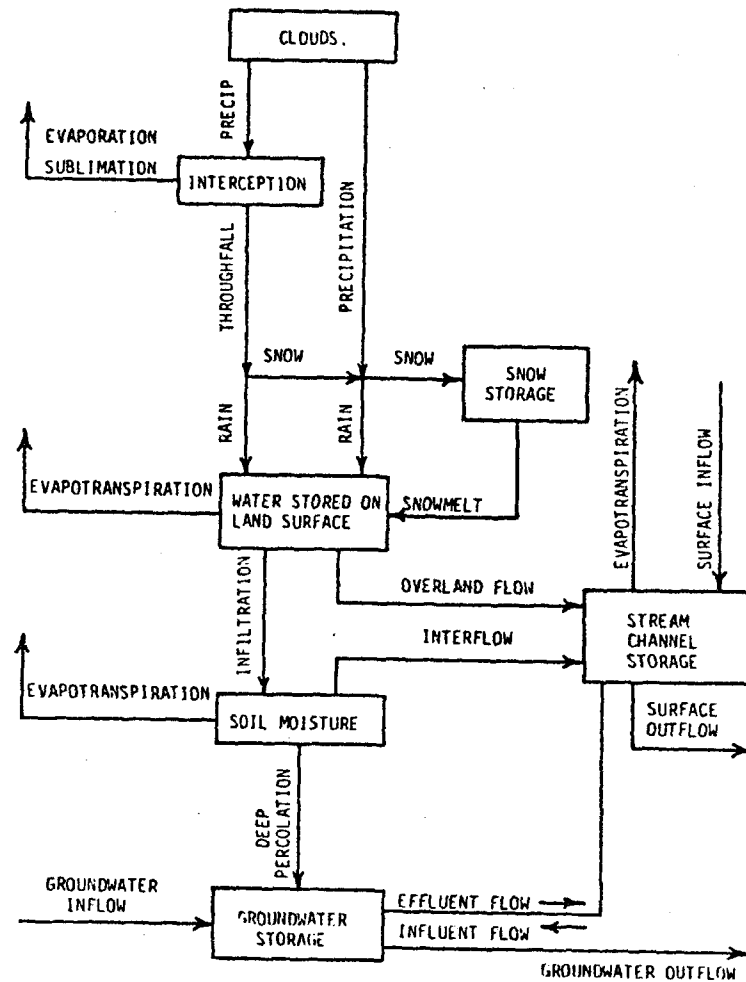 CLOUDS.
PRECIP
EVAPORATION
SUBLIMATION
INTERCEPTION
THROUGHFALL
PRECIPITATION
SNOW
SNOW
SNOW
STORAGE
RAIN
RAIN
EVAPOTRANSPIRATION
SURFACE INFLOW
EVAPOTRANSPIRATION
WATER STORED ON
LAND SURFACE
SNOWMELT
INFILTRATION
OVERLAND FLOW
STREAM
CHANNEL
STORAGE
INTERFLOW
EVAPOTRANSPIRATION
SOIL MOISTURE
SURFACE
OUTFLOW
DEEP
PERCOLATION
GROUNDWATER
INFLOW
GROUNDWATER
STORAGE
EFFLUENT FLOW
INFLUENT FLOW
GROUNDWATER OUTFLOW